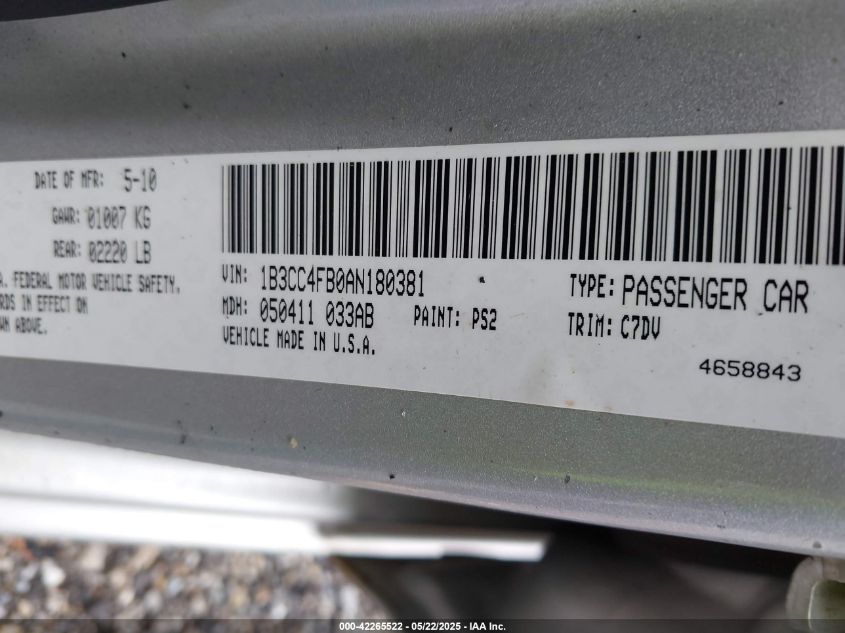 DATE OF MFR: 5-10
GAWR: 01007 KG
REAR: 02220 LB
A. FEDERAL MOTOR VEHICLE SAFETY,
RDS IN EFFECT ON
WN ABOVE.
VIN: 1B3CC4FB0AN180381
TYPE: PASSENGER CAR
MDH: 050411 033AB
PAINT: PS2
TRIM: C7DV
VEHICLE MADE IN U.S.A.
4658843
000-42265522 - 05/22/2025 - IAA Inc.